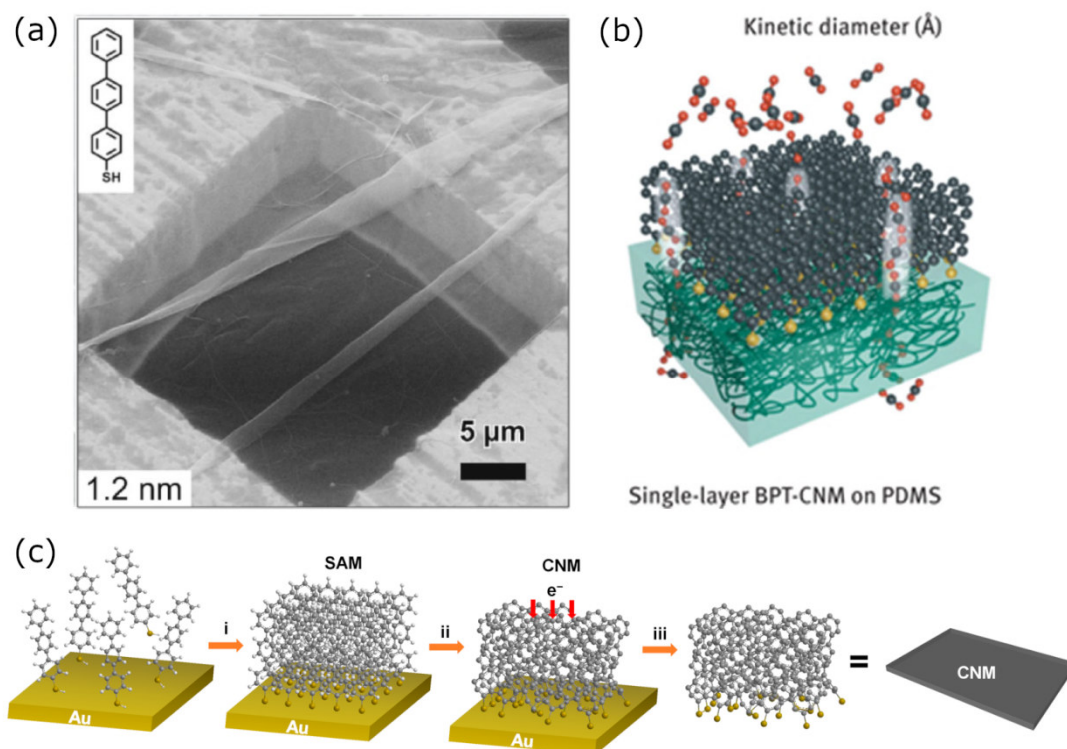 (a)
SH
5 µm
1.2 nm
(b)
Kinetic diameter (Å)
Single-layer BPT-CNM on PDMS
(c)
SAM
CNM
e⁻
i
ii
iii
=
CNM
Au
Au
Au